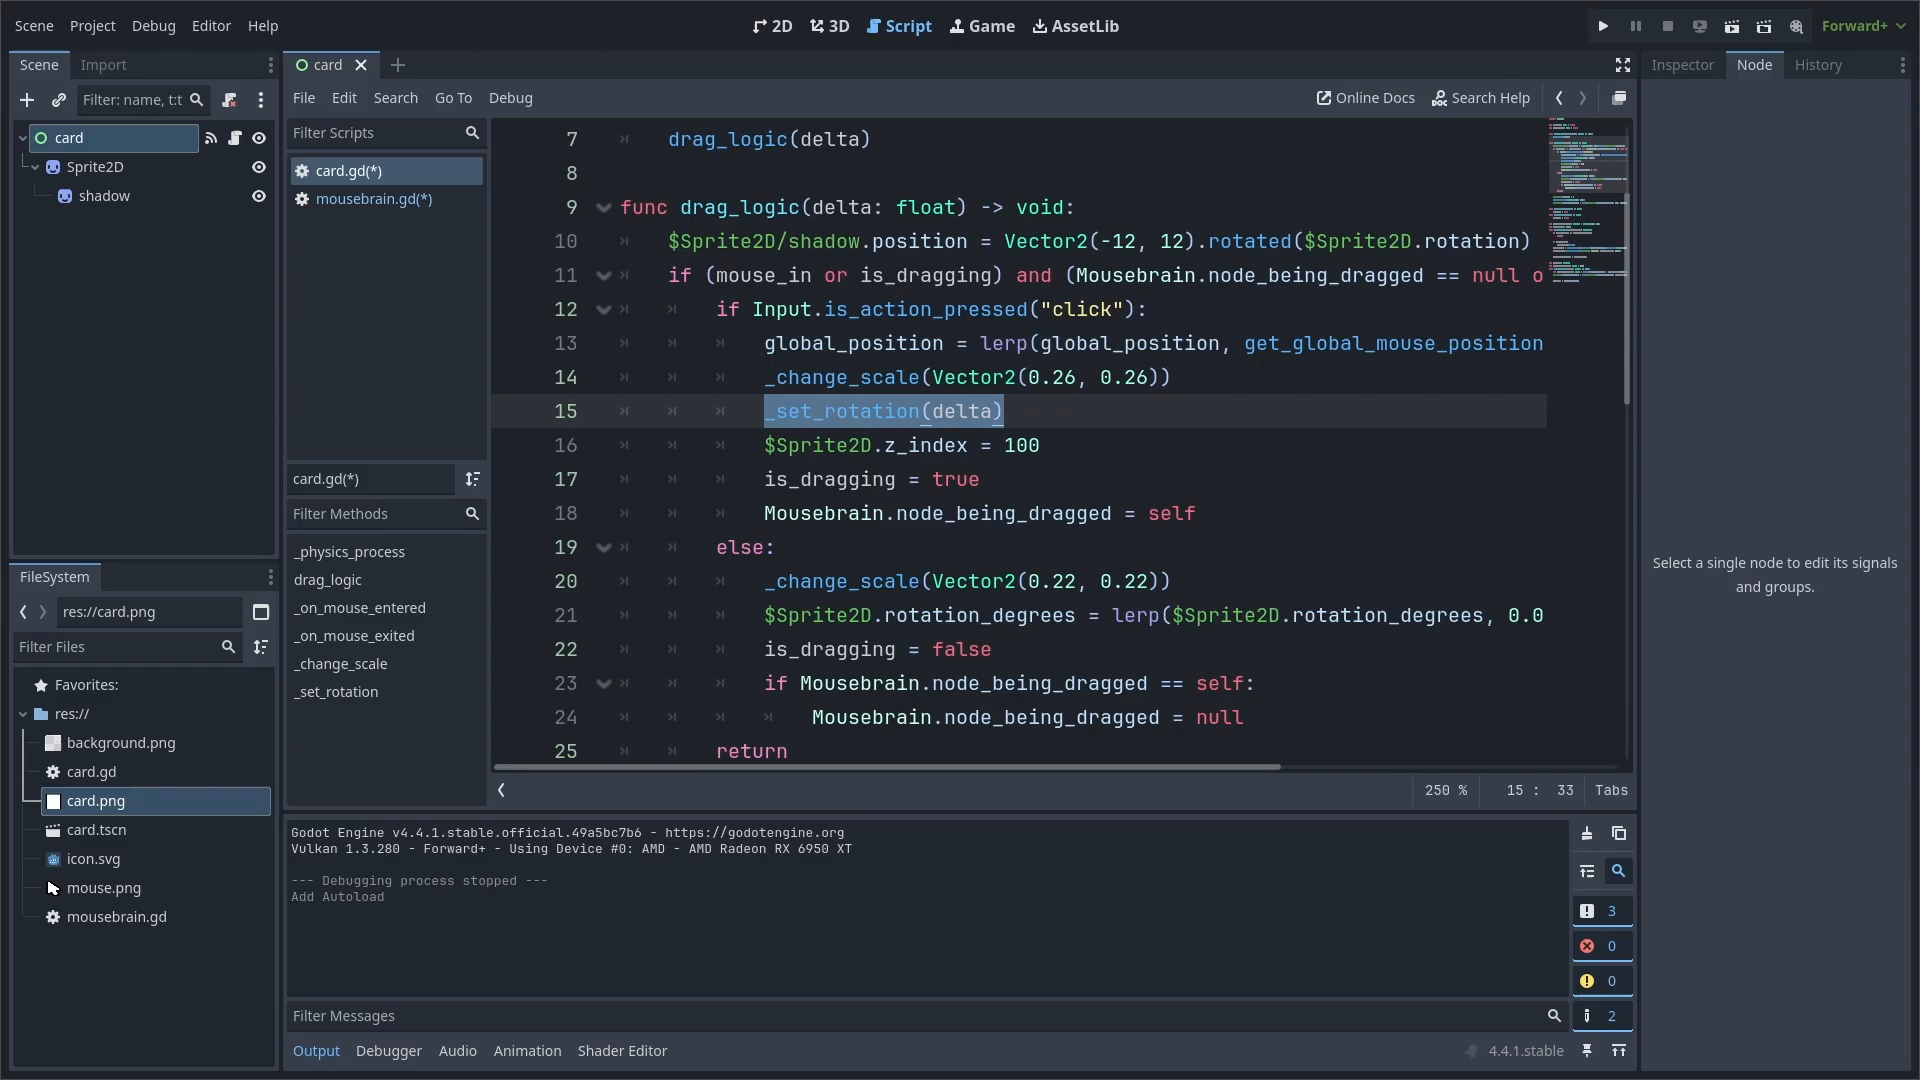 Scene Project Debug Editor Help
2D 3D Script Game AssetLib
Forward+
Scene Import
Filter: name, t:t
card
Sprite2D
shadow
FileSystem
res://card.png
Filter Files
Favorites:
res://
background.png
card.gd
card.png
card.tscn
icon.svg
mouse.png
mousebrain.gd
card
File Edit Search Go To Debug
Online Docs Search Help
Filter Scripts
card.gd(*)
mousebrain.gd(*)
card.gd(*)
Filter Methods
_physics_process
drag_logic
_on_mouse_entered
_on_mouse_exited
_change_scale
_set_rotation
7 drag_logic(delta)
8
9 func drag_logic(delta: float) -> void:
10 $Sprite2D/shadow.position = Vector2(-12, 12).rotated($Sprite2D.rotation)
11 if (mouse_in or is_dragging) and (Mousebrain.node_being_dragged == null o
12 if Input.is_action_pressed("click"):
13 global_position = lerp(global_position, get_global_mouse_position
14 _change_scale(Vector2(0.26, 0.26))
15 _set_rotation(delta)
16 $Sprite2D.z_index = 100
17 is_dragging = true
18 Mousebrain.node_being_dragged = self
19 else:
20 _change_scale(Vector2(0.22, 0.22))
21 $Sprite2D.rotation_degrees = lerp($Sprite2D.rotation_degrees, 0.0
22 is_dragging = false
23 if Mousebrain.node_being_dragged == self:
24 Mousebrain.node_being_dragged = null
25 return
250 % 15 : 33 Tabs
Godot Engine v4.4.1.stable.official.49a5bc7b6 - https://godotengine.org
Vulkan 1.3.280 - Forward+ - Using Device #0: AMD - AMD Radeon RX 6950 XT
--- Debugging process stopped ---
Add Autoload
3
0
0
2
Filter Messages
Output Debugger Audio Animation Shader Editor
4.4.1.stable
Inspector Node History
Select a single node to edit its signals
and groups.